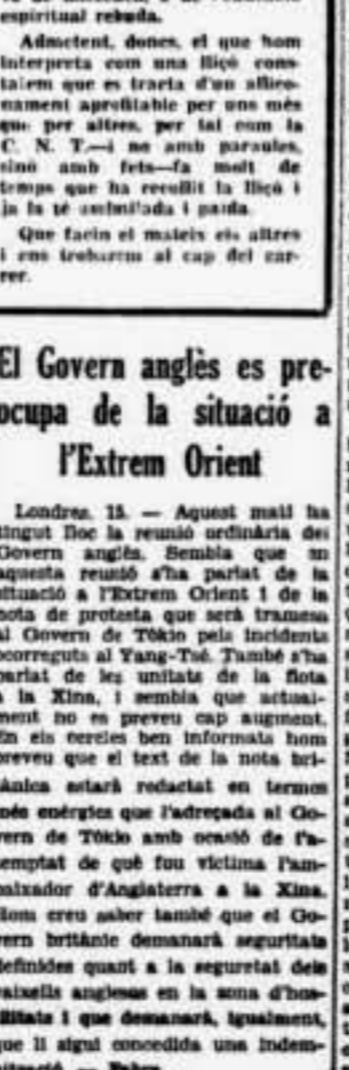 espiritual rebuda.
Admetent, doncs, el que hom
interpreta com una lliçó cons-
tatem que es tracta d'un alliço-
nament aprofitable per uns més
que per altres, per tal com la
C. N. T.—i no amb paraules,
sinó amb fets—fa molt de
temps que ha recollit la lliçó i
ja la té assimilada i paida.
Que facin el mateix els altres
i ens trobarem al cap del car-
rer.
El Govern anglès es pre-
ocupa de la situació a
l'Extrem Orient
Londres, 15. — Aquest matí ha
tingut lloc la reunió ordinària del
Govern anglès. Sembla que en
aquesta reunió s'ha parlat de la
situació a l'Extrem Orient i de la
nota de protesta que serà tramesa
al Govern de Tòkio pels incidents
ocorreguts al Yang-Tsé. També s'ha
parlat de les unitats de la flota
a la Xina, i sembla que actual-
ment no es preveu cap augment.
En els cercles ben informats hom
preveu que el text de la nota bri-
tànica estarà redactat en termes
més enèrgics que l'adreçada al Go-
vern de Tòkio amb ocasió de l'a-
temptat de què fou víctima l'am-
baixador d'Anglaterra a la Xina.
Hom creu saber també que el Go-
vern britànic demanarà seguritats
definides quant a la seguretat dels
vaixells anglesos en la zona d'hos-
tilitats i que demanarà, igualment,
que li sigui concedida una indem-